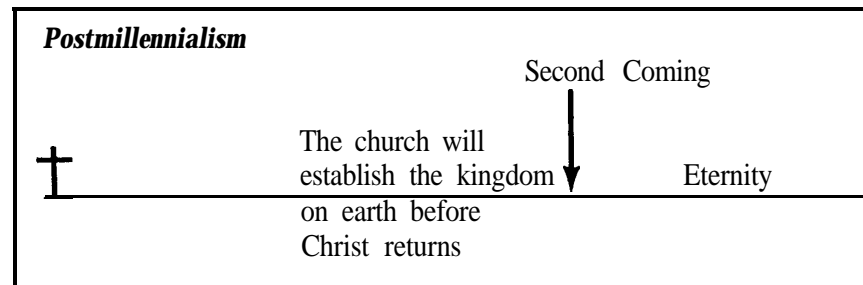 Postmillennialism
Second Coming
The church will
establish the kingdom
on earth before
Christ returns
Eternity